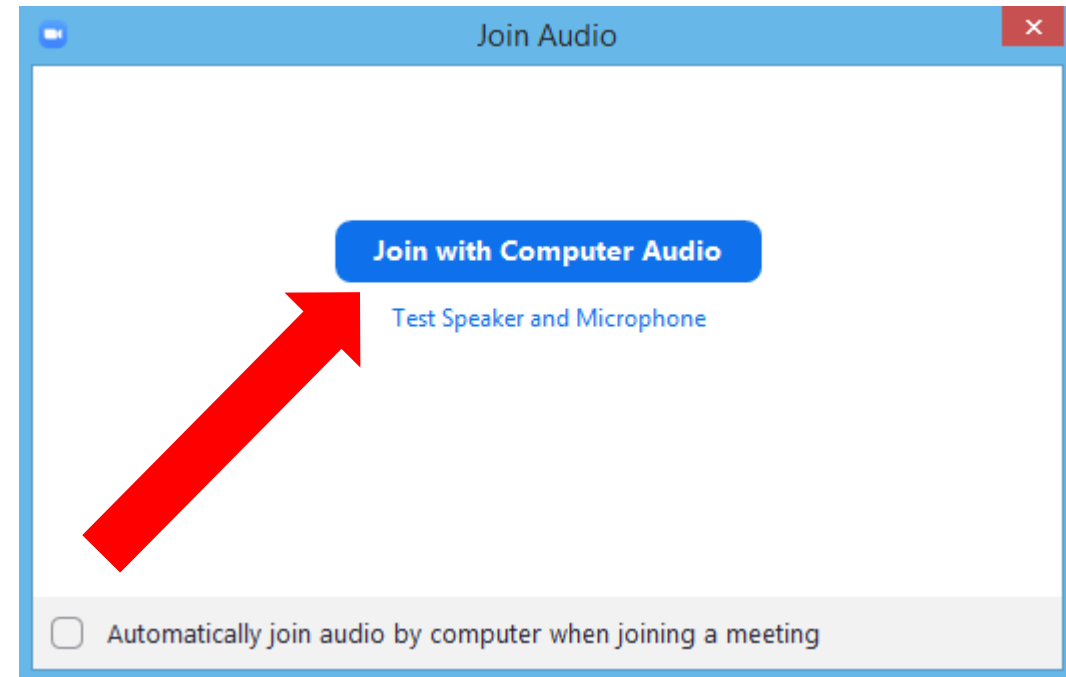 Join Audio
Join with Computer Audio
Test Speaker and Microphone
Automatically join audio by computer when joining a meeting